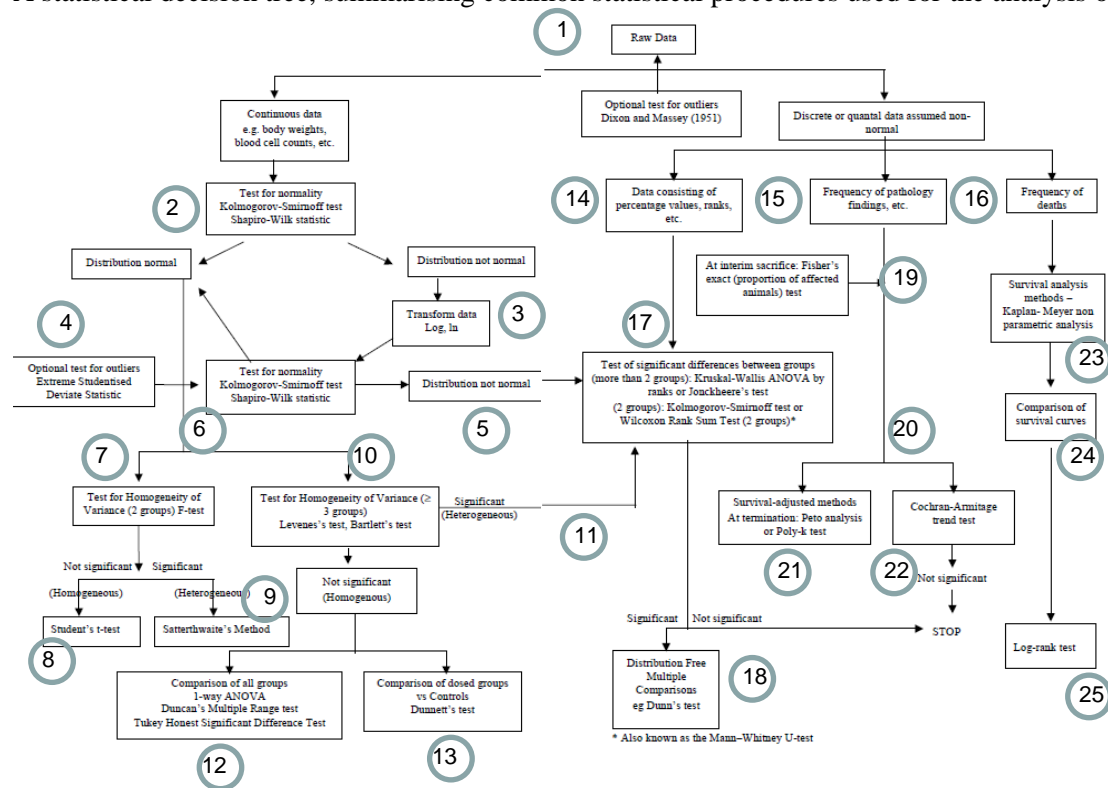 A statistical decision tree, summarising common statistical procedures used for the analysis o
1
Raw Data
Continuous data
e.g. body weights,
blood cell counts, etc.
Optional test for outliers
Dixon and Massey (1951)
Discrete or quantal data assumed non-
normal
2
Test for normality
Kolmogorov-Smirnoff test
Shapiro-Wilk statistic
14
Data consisting of
percentage values, ranks,
etc.
15
Frequency of pathology
findings, etc.
16
Frequency of
deaths
Distribution normal
Distribution not normal
At interim sacrifice: Fisher's
exact (proportion of affected
animals) test
19
Survival analysis
methods –
Kaplan- Meyer non
parametric analysis
3
Transform data
Log, ln
4
Optional test for outliers
Extreme Studentised
Deviate Statistic
Test for normality
Kolmogorov-Smirnoff test
Shapiro-Wilk statistic
Distribution not normal
17
Test of significant differences between groups
(more than 2 groups): Kruskal-Wallis ANOVA by
ranks or Jonckheere's test
(2 groups): Kolmogorov-Smirnoff test or
Wilcoxon Rank Sum Test (2 groups)*
23
5
6
Comparison of
survival curves
24
7
10
20
Test for Homogeneity of
Variance (2 groups) F-test
Test for Homogeneity of Variance (≥
3 groups)
Levenes's test, Bartlett's test
Significant
(Heterogeneous)
11
Survival-adjusted methods
At termination: Peto analysis
or Poly-k test
21
Cochran-Armitage
trend test
22
Not significant
STOP
Not significant
(Homogeneous)
Significant
(Heterogeneous)
9
Not significant
(Homogenous)
Student's t-test
8
Satterthwaite's Method
Significant
Not significant
Log-rank test
25
Comparison of all groups
1-way ANOVA
Duncan's Multiple Range test
Tukey Honest Significant Difference Test
12
Comparison of dosed groups
vs Controls
Dunnett's test
13
Distribution Free
Multiple
Comparisons
eg Dunn's test
18
* Also known as the Mann–Whitney U-test